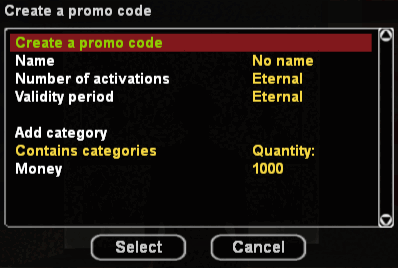 Create a promo code
Create a promo code
Name No name
Number of activations Eternal
Validity period Eternal
Add category
Contains categories Quantity:
Money 1000
Select Cancel